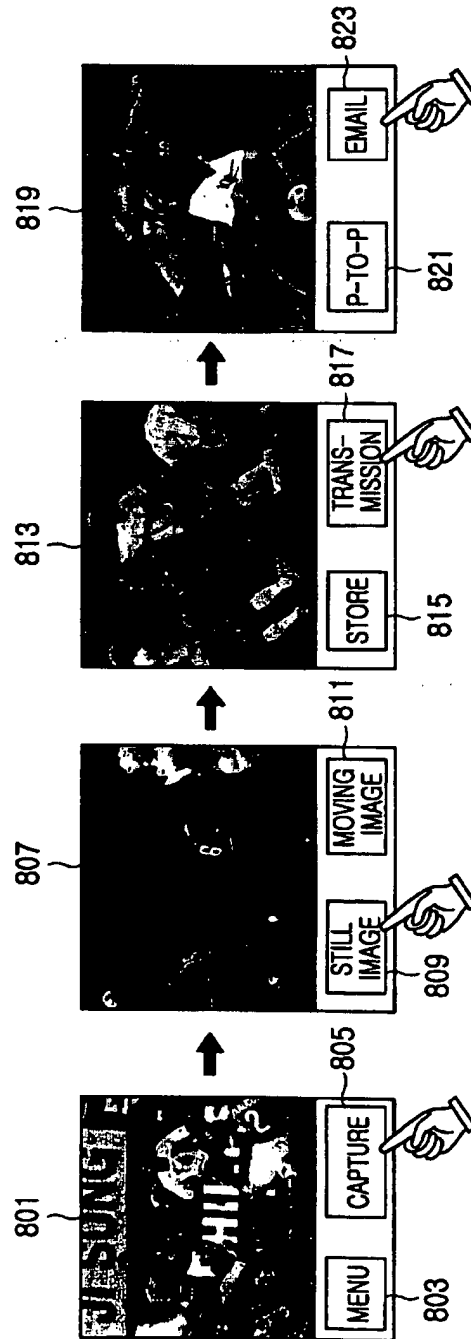 801
MENU
CAPTURE
803
805
807
6
STILL
IMAGE
MOVING
IMAGE
809
811
813
STORE
TRANS-
MISSION
815
817
819
P-TO-P
EMAIL
821
823